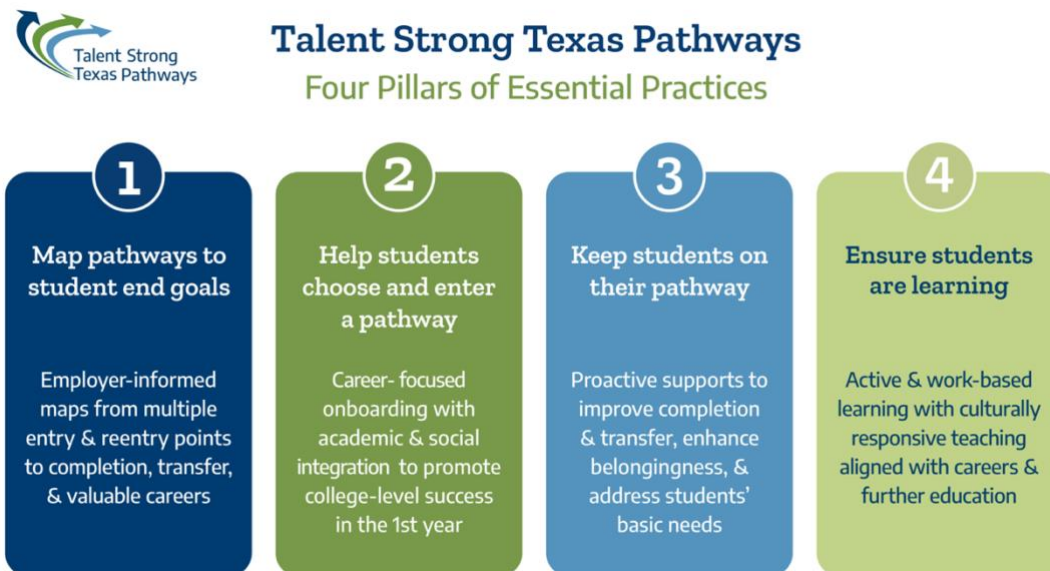 Talent Strong
Texas Pathways
Talent Strong Texas Pathways
Four Pillars of Essential Practices
1
Map pathways to
student end goals
Employer-informed
maps from multiple
entry & reentry points
to completion, transfer,
& valuable careers
2
Help students
choose and enter
a pathway
Career- focused
onboarding with
academic & social
integration to promote
college-level success
in the 1st year
3
Keep students on
their pathway
Proactive supports to
improve completion
& transfer, enhance
belongingness, &
address students'
basic needs
4
Ensure students
are learning
Active & work-based
learning with culturally
responsive teaching
aligned with careers &
further education